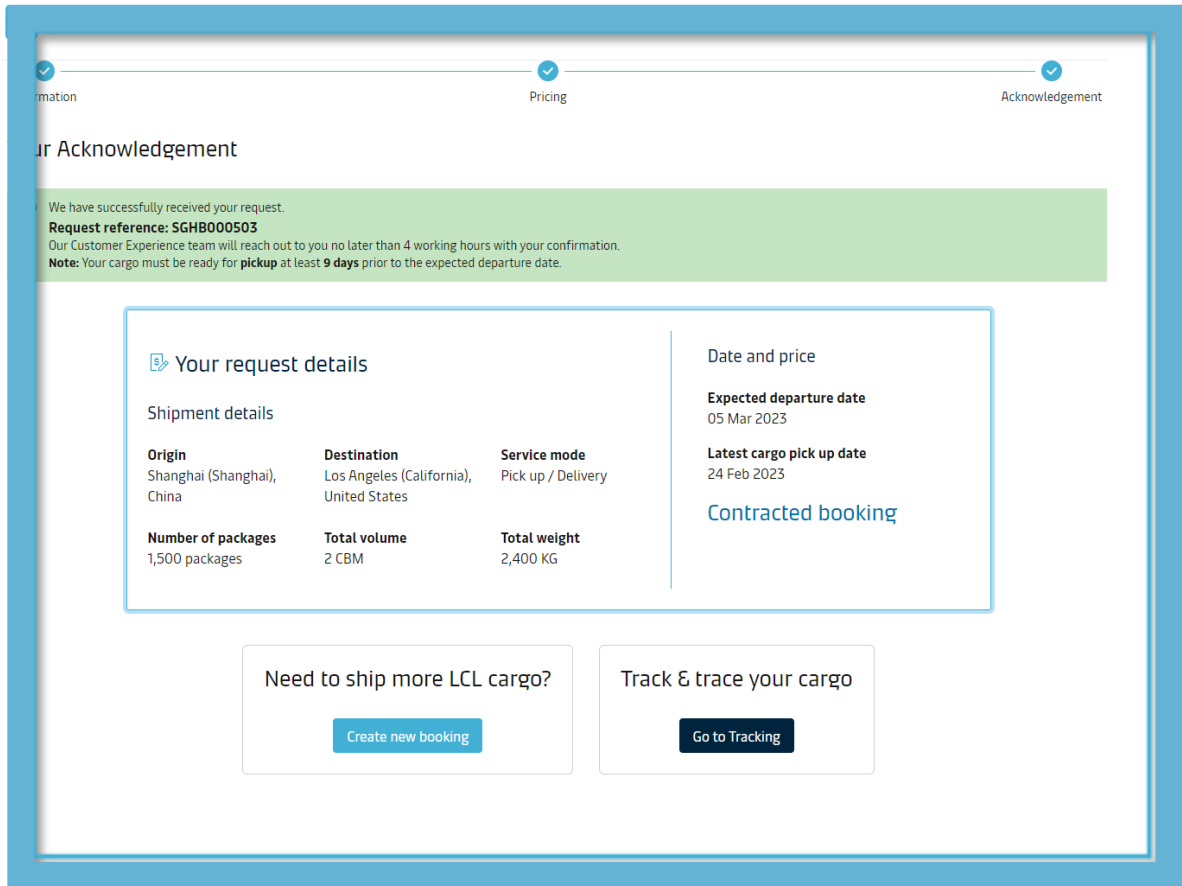 rmation
Pricing
Acknowledgement
ur Acknowledgement
We have successfully received your request.
Request reference: SGHB000503
Our Customer Experience team will reach out to you no later than 4 working hours with your confirmation.
Note: Your cargo must be ready for pickup at least 9 days prior to the expected departure date.
Your request details
Shipment details
Origin
Shanghai (Shanghai),
China
Destination
Los Angeles (California),
United States
Service mode
Pick up / Delivery
Number of packages
1,500 packages
Total volume
2 CBM
Total weight
2,400 KG
Date and price
Expected departure date
05 Mar 2023
Latest cargo pick up date
24 Feb 2023
Contracted booking
Need to ship more LCL cargo?
Create new booking
Track & trace your cargo
Go to Tracking